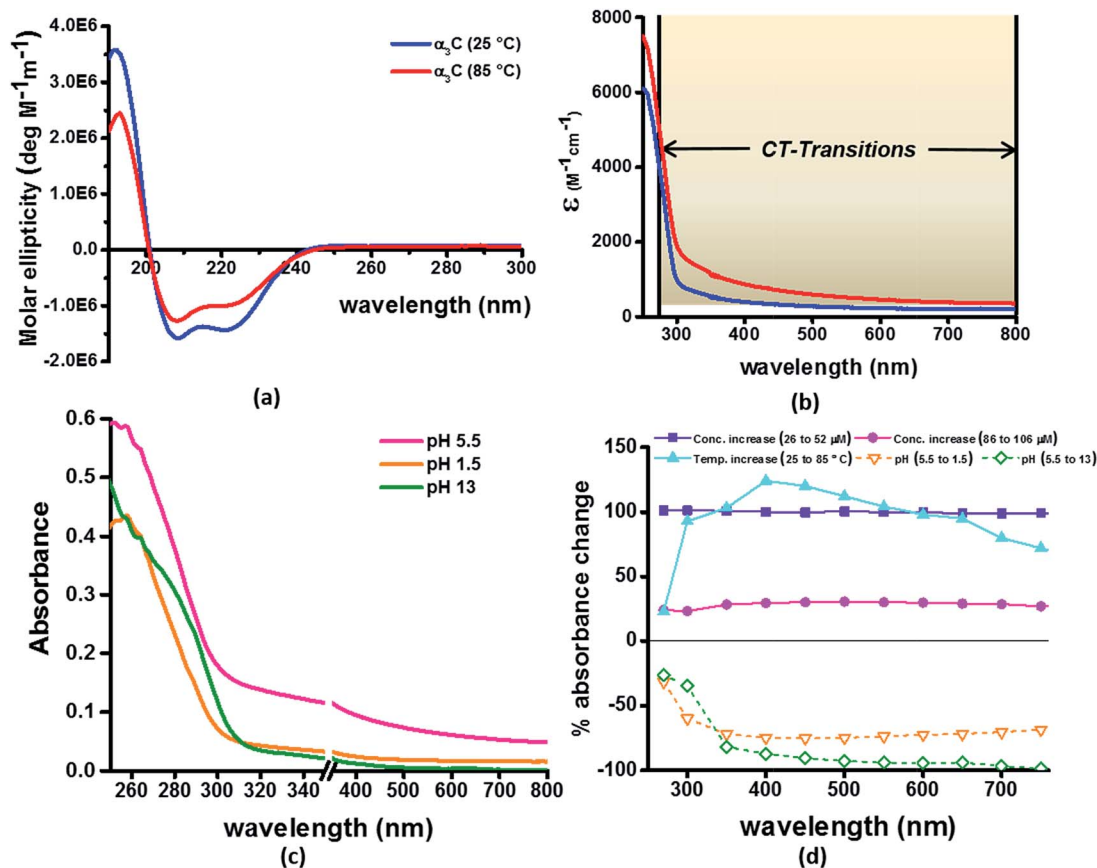 Molar ellipticity (deg M⁻¹m⁻¹)
4.0E6
3.0E6
2.0E6
1.0E6
0.0
-1.0E6
-2.0E6
α₃C (25 °C)
α₃C (85 °C)
200 220 240 260 280 300
wavelength (nm)
(a)
ε (M⁻¹cm⁻¹)
8000
6000
4000
2000
0
CT-Transitions
300 400 500 600 700 800
wavelength (nm)
(b)
Absorbance
0.6
0.5
0.4
0.3
0.2
0.1
0.0
pH 5.5
pH 1.5
pH 13
260 280 300 320 340 400 500 600 700 800
wavelength (nm)
(c)
% absorbance change
150
100
50
0
-50
-100
Conc. increase (26 to 52 μM) Conc. increase (86 to 106 μM)
Temp. increase (25 to 85 °C) pH (5.5 to 1.5) pH (5.5 to 13)
300 400 500 600 700
wavelength (nm)
(d)